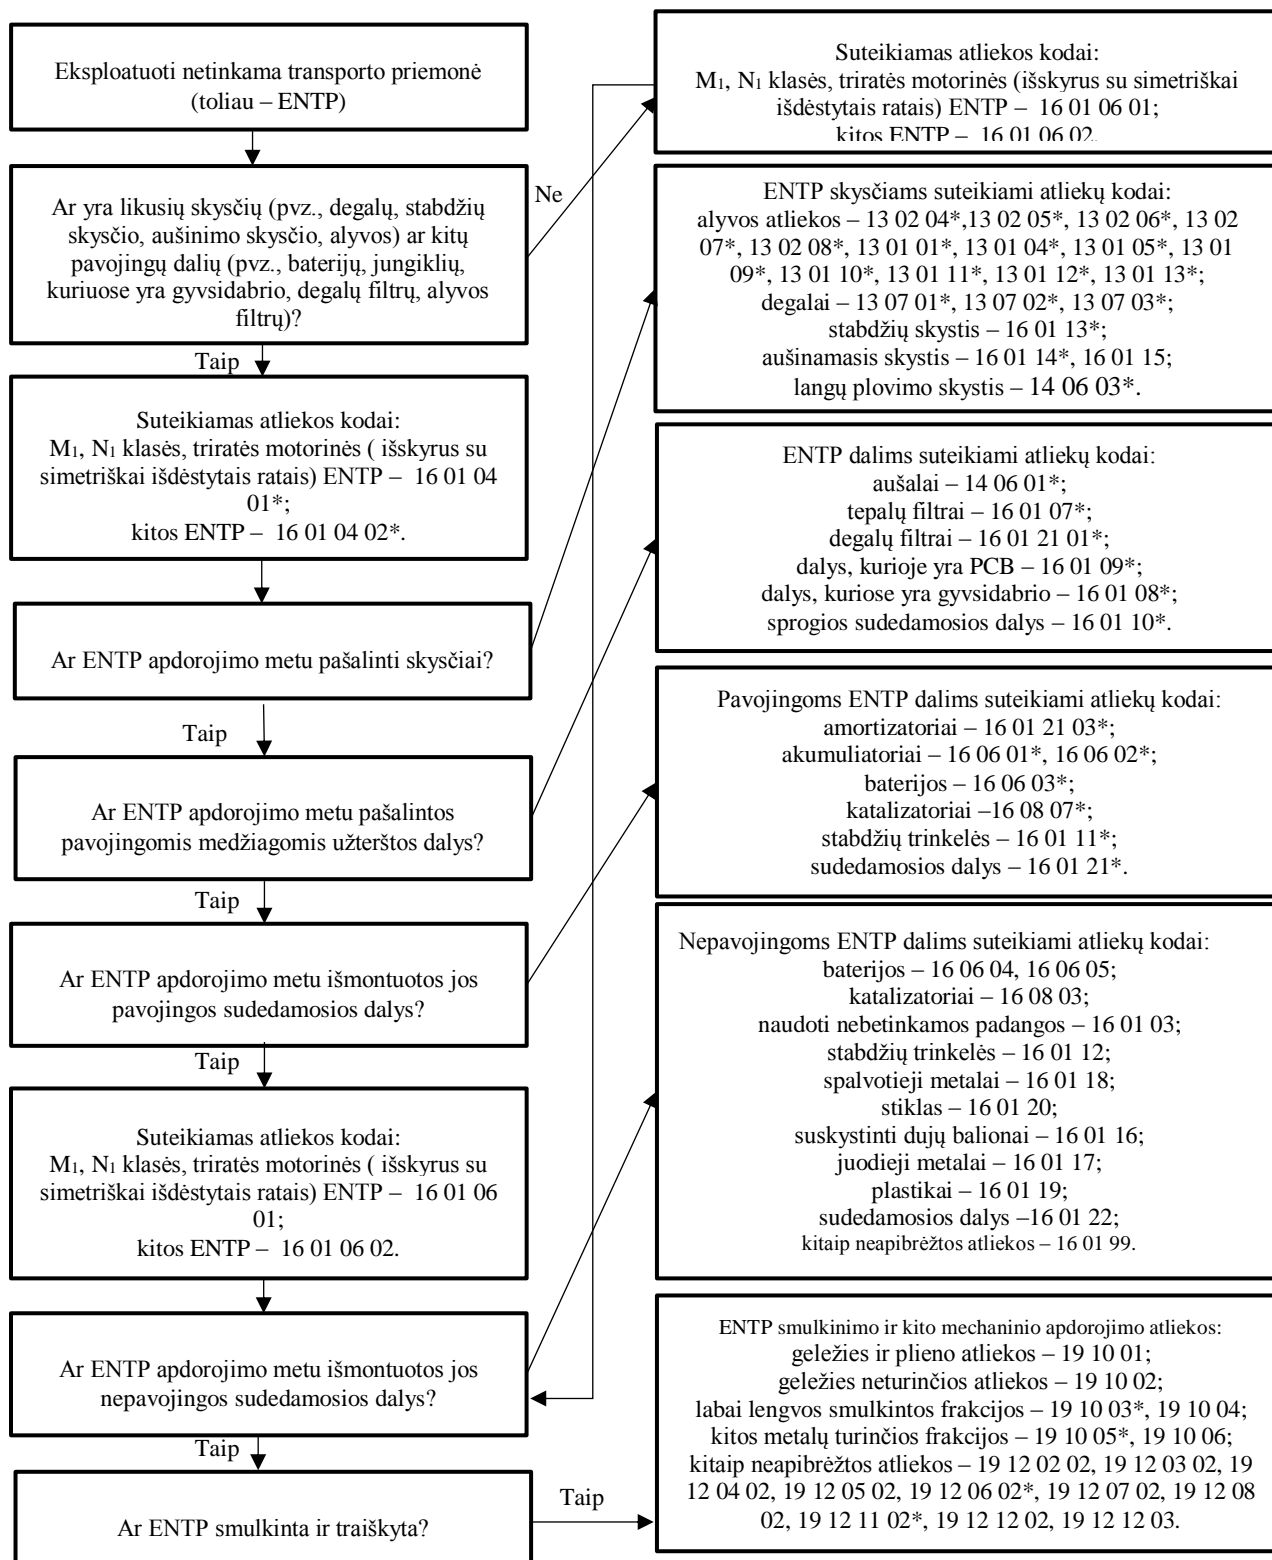 Eksploatuoti netinkama transporto priemonė
(toliau – ENTP)
Ar yra likusių skysčių (pvz., degalų, stabdžių
skysčio, aušinimo skysčio, alyvos) ar kitų
pavojingų dalių (pvz., baterijų, jungiklių,
kuriuose yra gyvsidabrio, degalų filtrų, alyvos
filtrų)?
Ne
Taip
Suteikiamas atliekos kodai:
M1, N1 klasės, triratės motorinės ( išskyrus su
simetriškai išdėstytais ratais) ENTP – 16 01 04
01*;
kitos ENTP – 16 01 04 02*.
Ar ENTP apdorojimo metu pašalinti skysčiai?
Taip
Ar ENTP apdorojimo metu pašalintos
pavojingomis medžiagomis užterštos dalys?
Taip
Ar ENTP apdorojimo metu išmontuotos jos
pavojingos sudedamosios dalys?
Taip
Suteikiamas atliekos kodai:
M1, N1 klasės, triratės motorinės ( išskyrus su
simetriškai išdėstytais ratais) ENTP – 16 01 06
01;
kitos ENTP – 16 01 06 02.
Ar ENTP apdorojimo metu išmontuotos jos
nepavojingos sudedamosios dalys?
Taip
Ar ENTP smulkinta ir traiškyta?
Taip
Suteikiamas atliekos kodai:
M1, N1 klasės, triratės motorinės (išskyrus su simetriškai
išdėstytais ratais) ENTP – 16 01 06 01;
kitos ENTP – 16 01 06 02.
ENTP skysčiams suteikiami atliekų kodai:
alyvos atliekos – 13 02 04*,13 02 05*, 13 02 06*, 13 02
07*, 13 02 08*, 13 01 01*, 13 01 04*, 13 01 05*, 13 01
09*, 13 01 10*, 13 01 11*, 13 01 12*, 13 01 13*;
degalai – 13 07 01*, 13 07 02*, 13 07 03*;
stabdžių skystis – 16 01 13*;
aušinamasis skystis – 16 01 14*, 16 01 15;
langų plovimo skystis – 14 06 03*.
ENTP dalims suteikiami atliekų kodai:
aušalai – 14 06 01*;
tepalų filtrai – 16 01 07*;
degalų filtrai – 16 01 21 01*;
dalys, kurioje yra PCB – 16 01 09*;
dalys, kuriose yra gyvsidabrio – 16 01 08*;
sprogios sudedamosios dalys – 16 01 10*.
Pavojingoms ENTP dalims suteikiami atliekų kodai:
amortizatoriai – 16 01 21 03*;
akumuliatoriai – 16 06 01*, 16 06 02*;
baterijos – 16 06 03*;
katalizatoriai –16 08 07*;
stabdžių trinkelės – 16 01 11*;
sudedamosios dalys – 16 01 21*.
Nepavojingoms ENTP dalims suteikiami atliekų kodai:
baterijos – 16 06 04, 16 06 05;
katalizatoriai – 16 08 03;
naudoti nebetinkamos padangos – 16 01 03;
stabdžių trinkelės – 16 01 12;
spalvotieji metalai – 16 01 18;
stiklas – 16 01 20;
suskystinti dujų balionai – 16 01 16;
juodieji metalai – 16 01 17;
plastikai – 16 01 19;
sudedamosios dalys –16 01 22;
kitaip neapibrėžtos atliekos – 16 01 99.
ENTP smulkinimo ir kito mechaninio apdorojimo atliekos:
geležies ir plieno atliekos – 19 10 01;
geležies neturinčios atliekos – 19 10 02;
labai lengvos smulkintos frakcijos – 19 10 03*, 19 10 04;
kitos metalų turinčios frakcijos – 19 10 05*, 19 10 06;
kitaip neapibrėžtos atliekos – 19 12 02 02, 19 12 03 02, 19
12 04 02, 19 12 05 02, 19 12 06 02*, 19 12 07 02, 19 12 08
02, 19 12 11 02*, 19 12 12 02, 19 12 12 03.